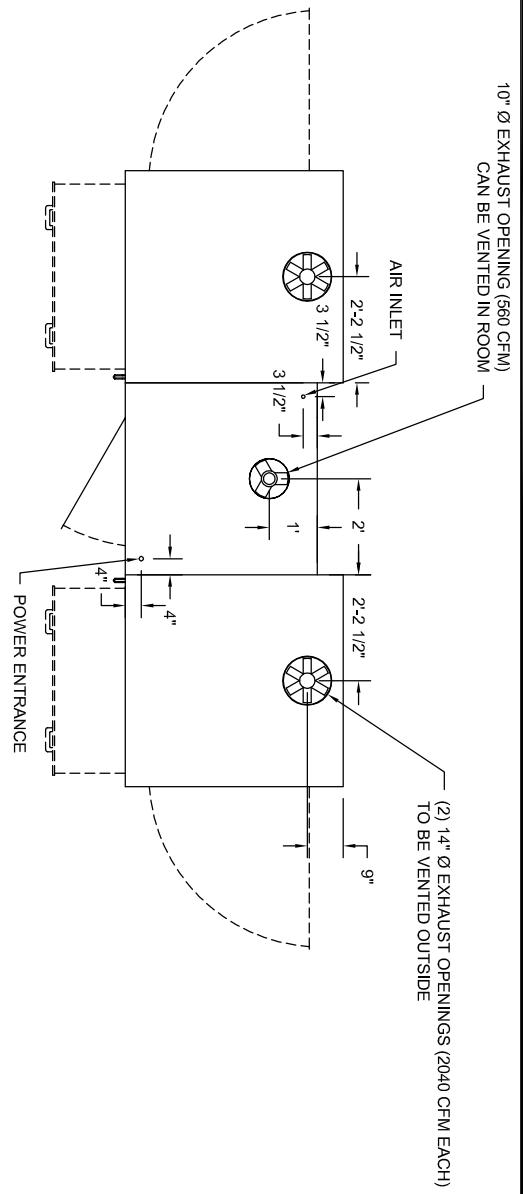 10" Ø EXHAUST OPENING (560 CFM)
CAN BE VENTED IN ROOM
AIR INLET
3 1/2"
3 1/2"
2'-2 1/2"
2'
1'
2'-2 1/2"
(2) 14" Ø EXHAUST OPENINGS (2040 CFM EACH)
TO BE VENTED OUTSIDE
9"
4"
4"
POWER ENTRANCE